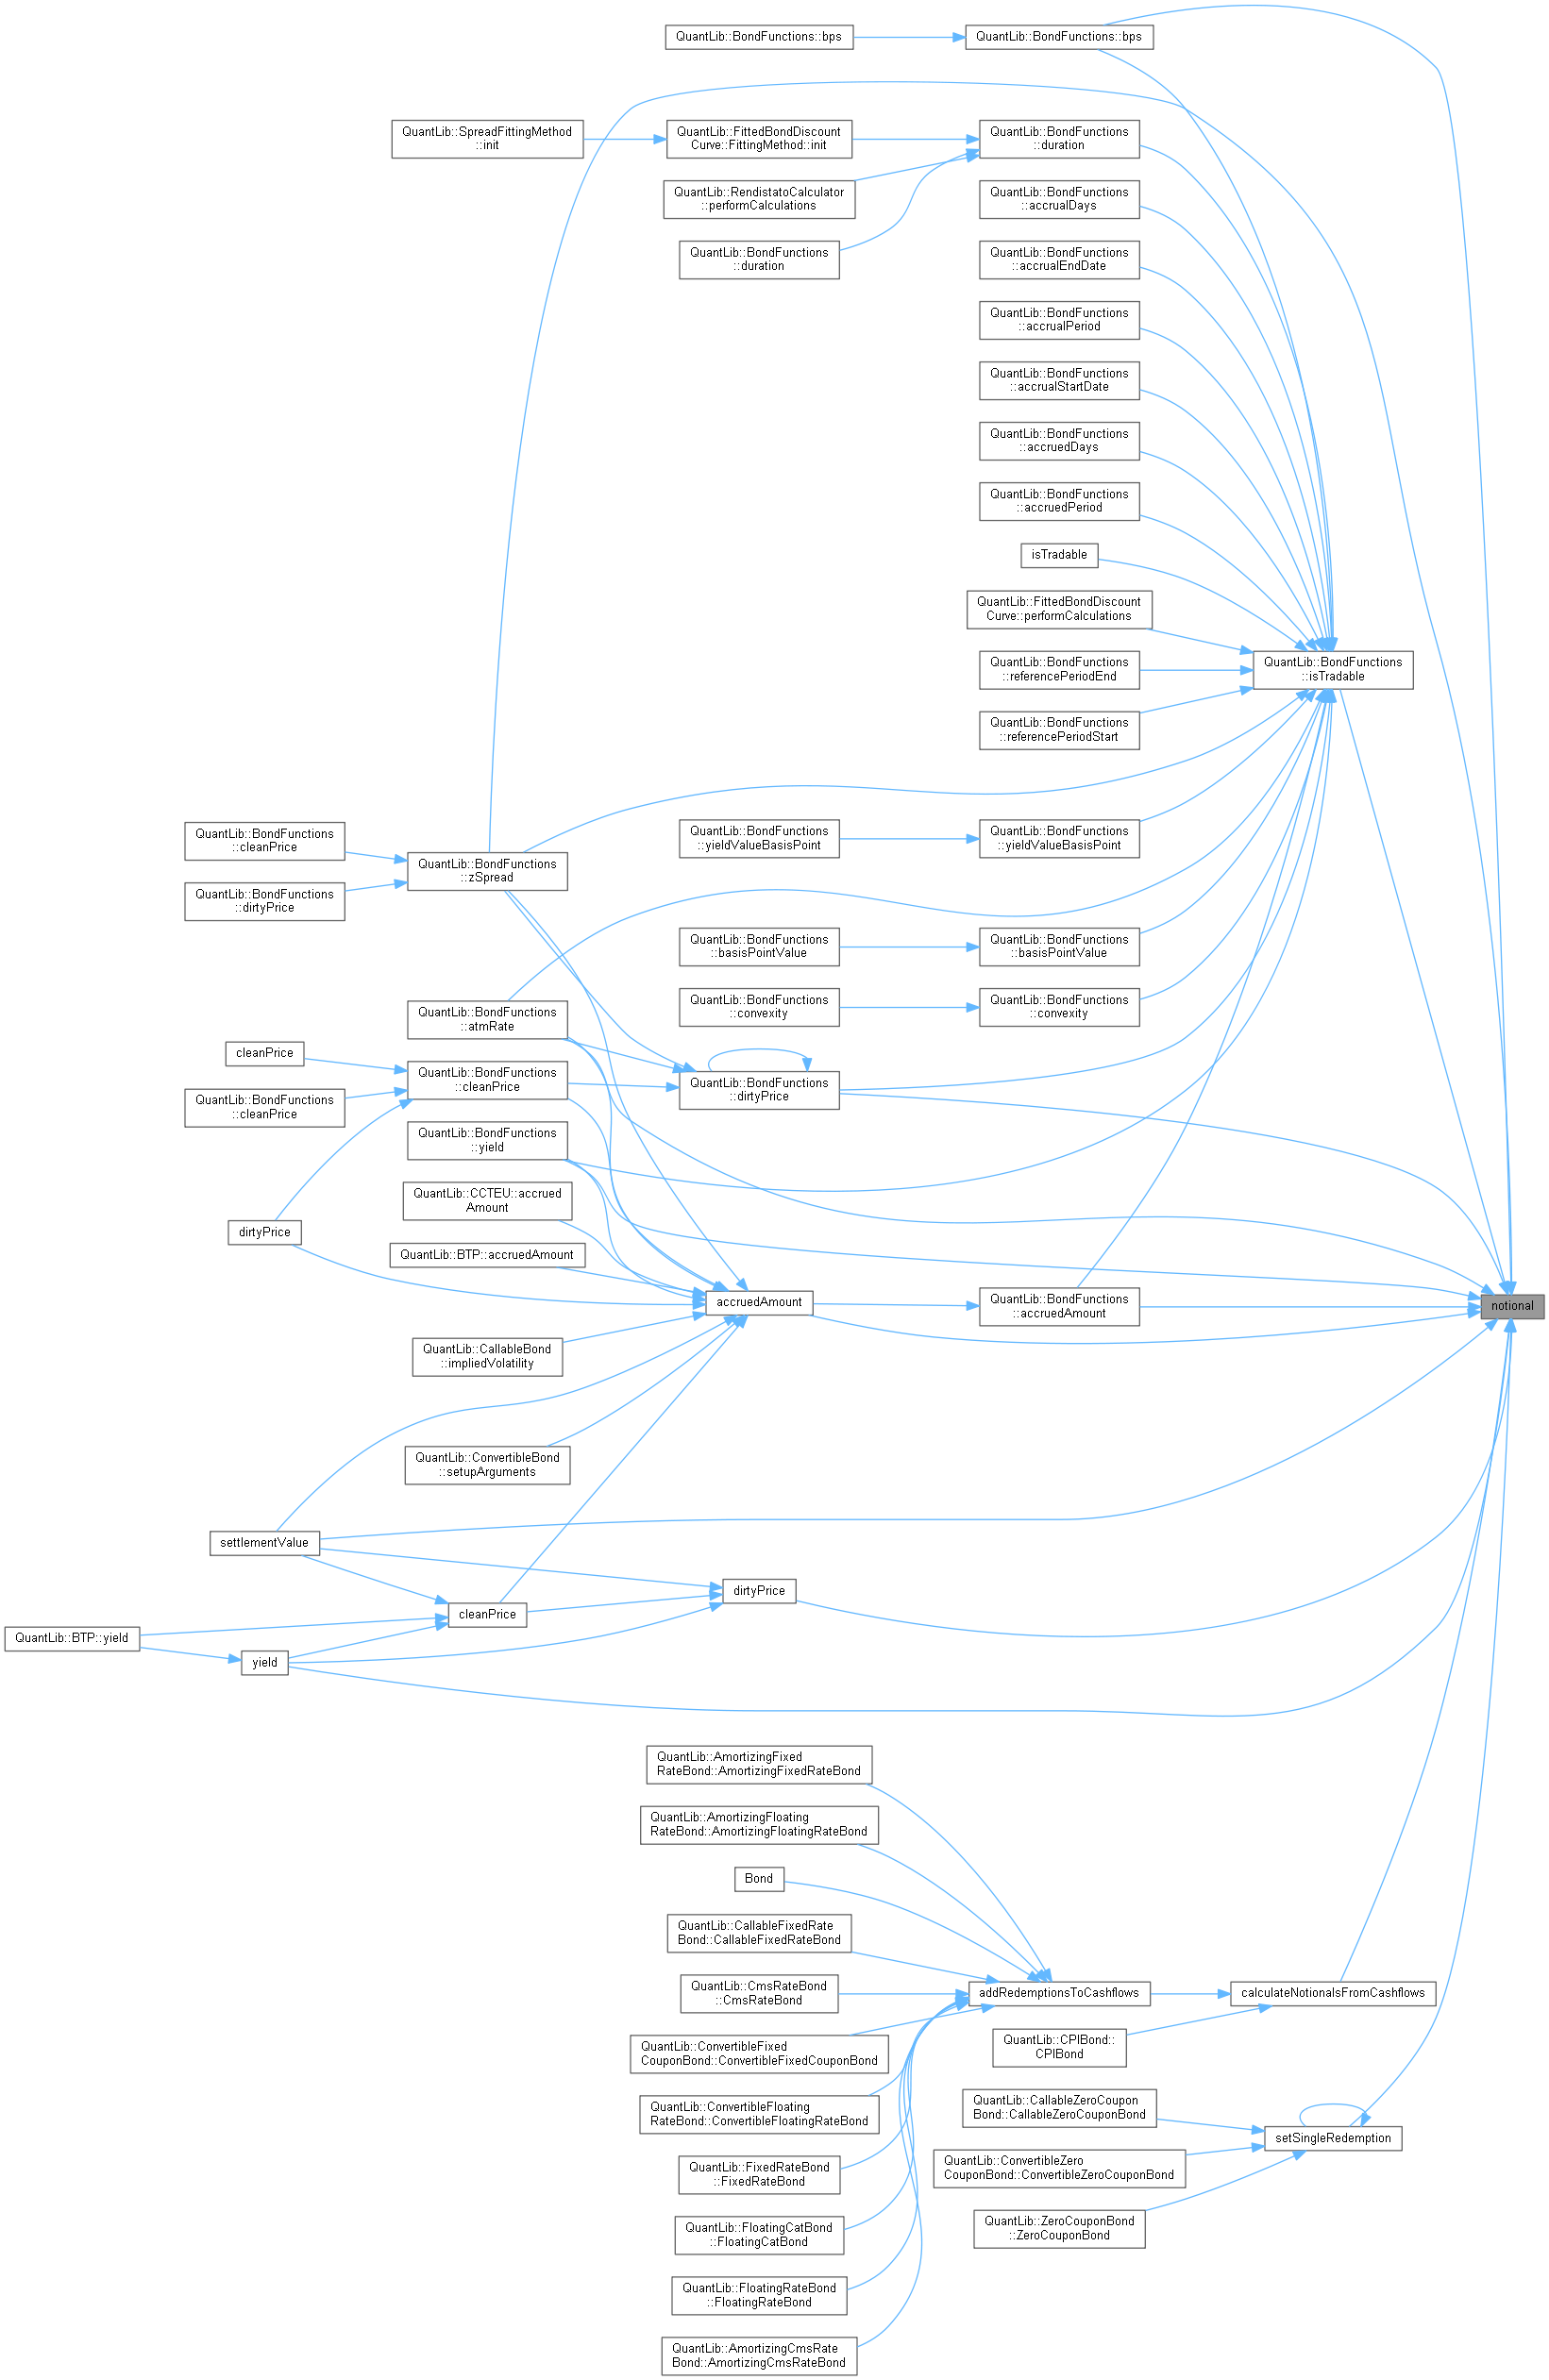 QuantLib::BondFunctions::bps
QuantLib::BondFunctions::bps
QuantLib::SpreadFittingMethod
::init
QuantLib::FittedBondDiscount
Curve::FittingMethod::init
QuantLib::BondFunctions
::duration
QuantLib::RendistatoCalculator
::performCalculations
QuantLib::BondFunctions
::accrualDays
QuantLib::BondFunctions
::duration
QuantLib::BondFunctions
::accrualEndDate
QuantLib::BondFunctions
::accrualPeriod
QuantLib::BondFunctions
::accrualStartDate
QuantLib::BondFunctions
::accruedDays
QuantLib::BondFunctions
::accruedPeriod
isTradable
QuantLib::FittedBondDiscount
Curve::performCalculations
QuantLib::BondFunctions
::referencePeriodEnd
QuantLib::BondFunctions
::isTradable
QuantLib::BondFunctions
::referencePeriodStart
QuantLib::BondFunctions
::cleanPrice
QuantLib::BondFunctions
::yieldValueBasisPoint
QuantLib::BondFunctions
::yieldValueBasisPoint
QuantLib::BondFunctions
::zSpread
QuantLib::BondFunctions
::dirtyPrice
QuantLib::BondFunctions
::basisPointValue
QuantLib::BondFunctions
::basisPointValue
QuantLib::BondFunctions
::atmRate
QuantLib::BondFunctions
::convexity
QuantLib::BondFunctions
::convexity
cleanPrice
QuantLib::BondFunctions
::cleanPrice
QuantLib::BondFunctions
::dirtyPrice
QuantLib::BondFunctions
::cleanPrice
QuantLib::BondFunctions
::yield
QuantLib::CCTEU::accrued
Amount
dirtyPrice
QuantLib::BTP::accruedAmount
accruedAmount
QuantLib::BondFunctions
::accruedAmount
notional
QuantLib::CallableBond
::impliedVolatility
QuantLib::ConvertibleBond
::setupArguments
settlementValue
dirtyPrice
cleanPrice
QuantLib::BTP::yield
yield
QuantLib::AmortizingFixed
RateBond::AmortizingFixedRateBond
QuantLib::AmortizingFloating
RateBond::AmortizingFloatingRateBond
Bond
QuantLib::CallableFixedRate
Bond::CallableFixedRateBond
QuantLib::CmsRateBond
::CmsRateBond
addRedemptionsToCashflows
calculateNotionalsFromCashflows
QuantLib::ConvertibleFixed
CouponBond::ConvertibleFixedCouponBond
QuantLib::CPIBond::
CPIBond
QuantLib::ConvertibleFloating
RateBond::ConvertibleFloatingRateBond
QuantLib::CallableZeroCoupon
Bond::CallableZeroCouponBond
setSingleRedemption
QuantLib::FixedRateBond
::FixedRateBond
QuantLib::ConvertibleZero
CouponBond::ConvertibleZeroCouponBond
QuantLib::FloatingCatBond
::FloatingCatBond
QuantLib::ZeroCouponBond
::ZeroCouponBond
QuantLib::FloatingRateBond
::FloatingRateBond
QuantLib::AmortizingCmsRate
Bond::AmortizingCmsRateBond